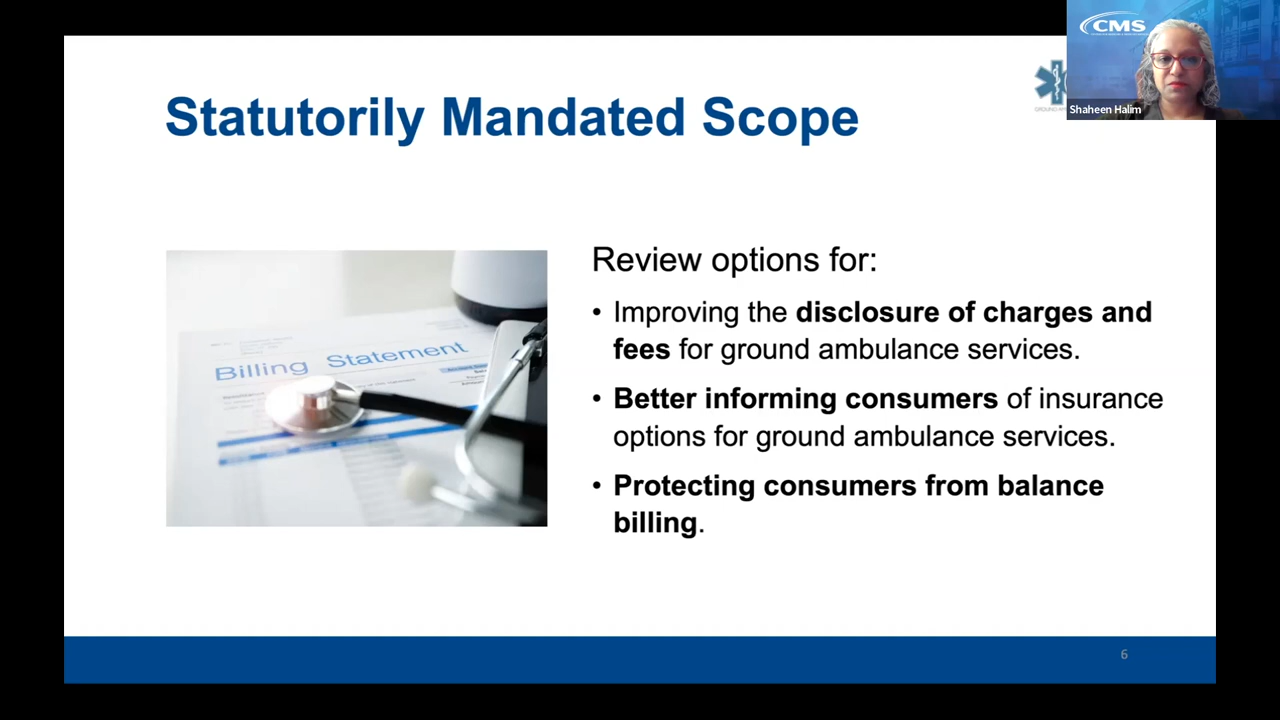 CMS
Shaheen Halim
Statutorily Mandated Scope
Billing Statement
Review options for:
• Improving the disclosure of charges and
fees for ground ambulance services.
• Better informing consumers of insurance
options for ground ambulance services.
• Protecting consumers from balance
billing.
6